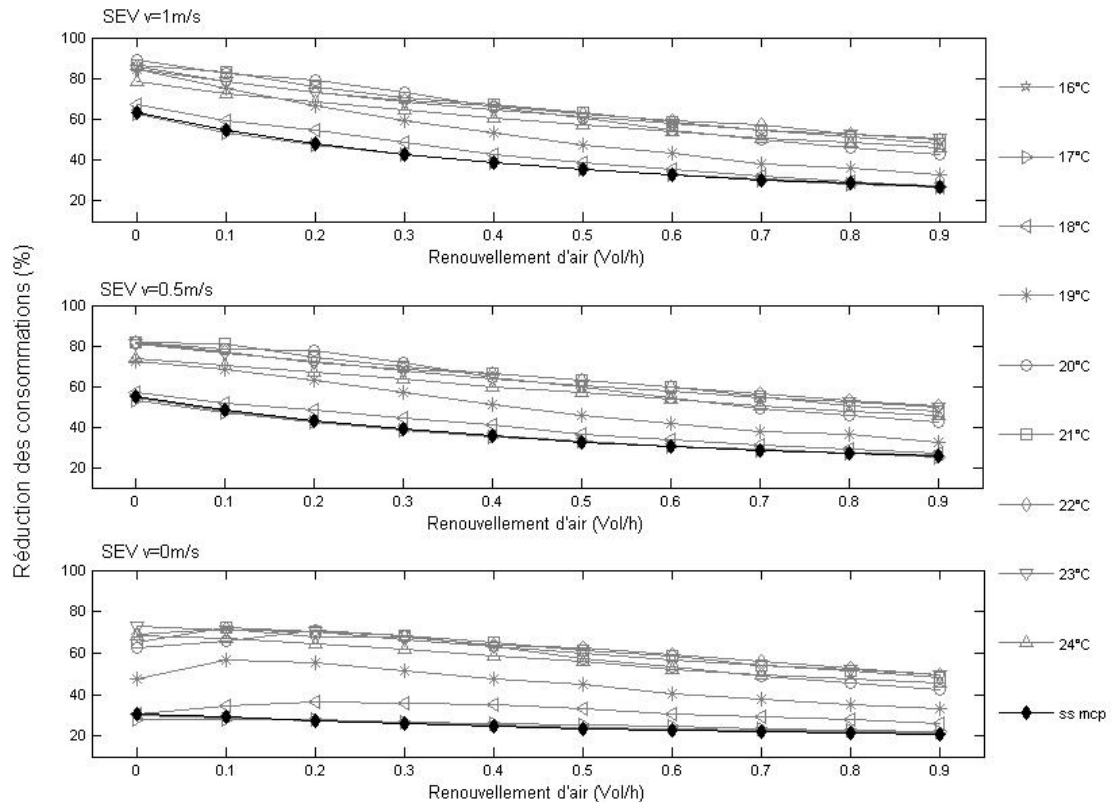 SEV v=1m/s
100
80
60
40
20
0 0.1 0.2 0.3 0.4 0.5 0.6 0.7 0.8 0.9
Renouvellement d'air (Vol/h)
SEV v=0.5m/s
100
80
60
40
20
0 0.1 0.2 0.3 0.4 0.5 0.6 0.7 0.8 0.9
Renouvellement d'air (Vol/h)
SEV v=0m/s
100
80
60
40
20
0 0.1 0.2 0.3 0.4 0.5 0.6 0.7 0.8 0.9
Renouvellement d'air (Vol/h)
Réduction des consommations (%)
16°C
17°C
18°C
19°C
20°C
21°C
22°C
23°C
24°C
ss mcp